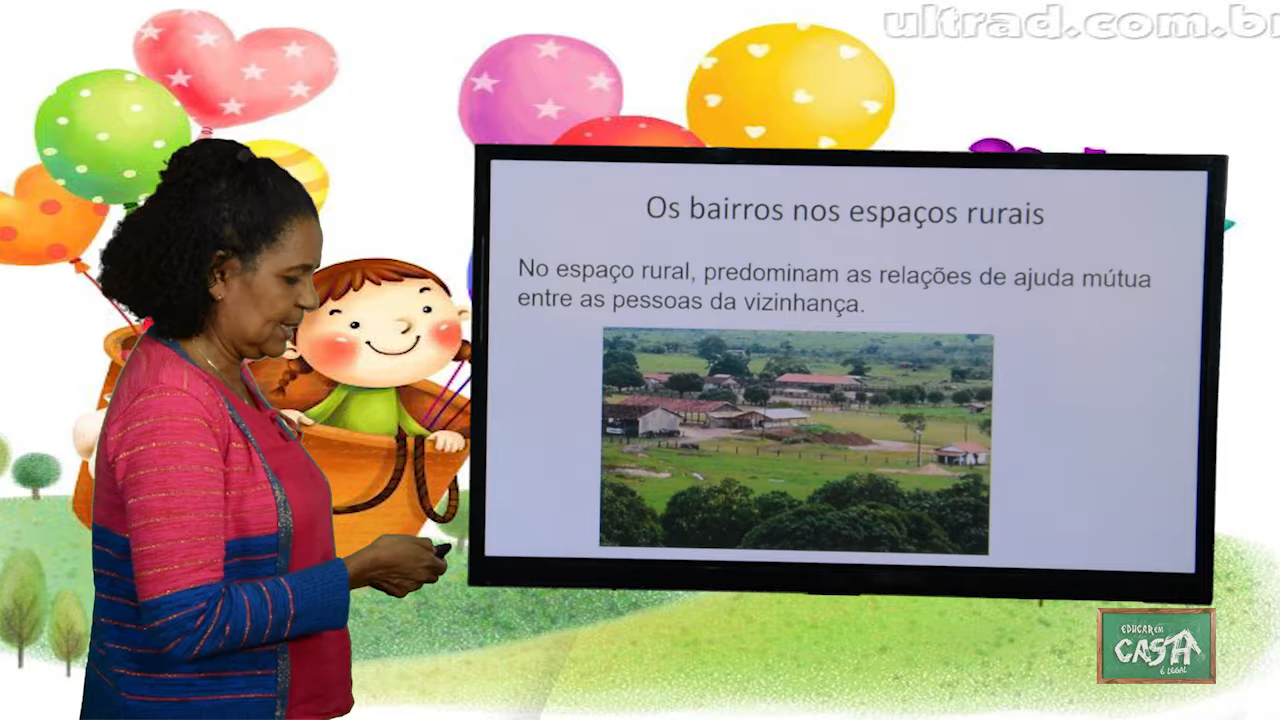 ultrad.com.br
Os bairros nos espaços rurais
No espaço rural, predominam as relações de ajuda mútua
entre as pessoas da vizinhança.
EDUCAR EM
CASA
É LEGAL